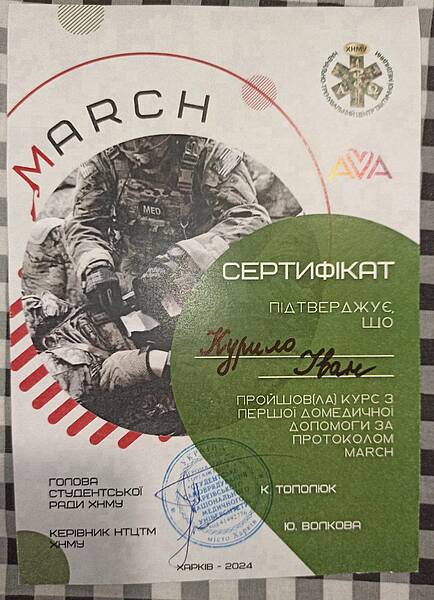 MARCH
ХНМУ
AVA
MED
СЕРТИФІКАТ
ПІДТВЕРДЖУЄ,
ЩО
Курило
Іван
ПРОЙШОВ(ЛА) КУРС З
ПЕРШОЇ ДОМЕДИЧНОЇ
ДОПОМОГИ ЗА
ПРОТОКОЛОМ
MARCH
ГОЛОВА
СТУДЕНТСЬКОЇ
РАДИ ХНМУ
К. ТОПОЛЮК
КЕРІВНИК НТЦТМ
ХНМУ
Ю. ВОЛКОВА
ХАРКІВ - 2024